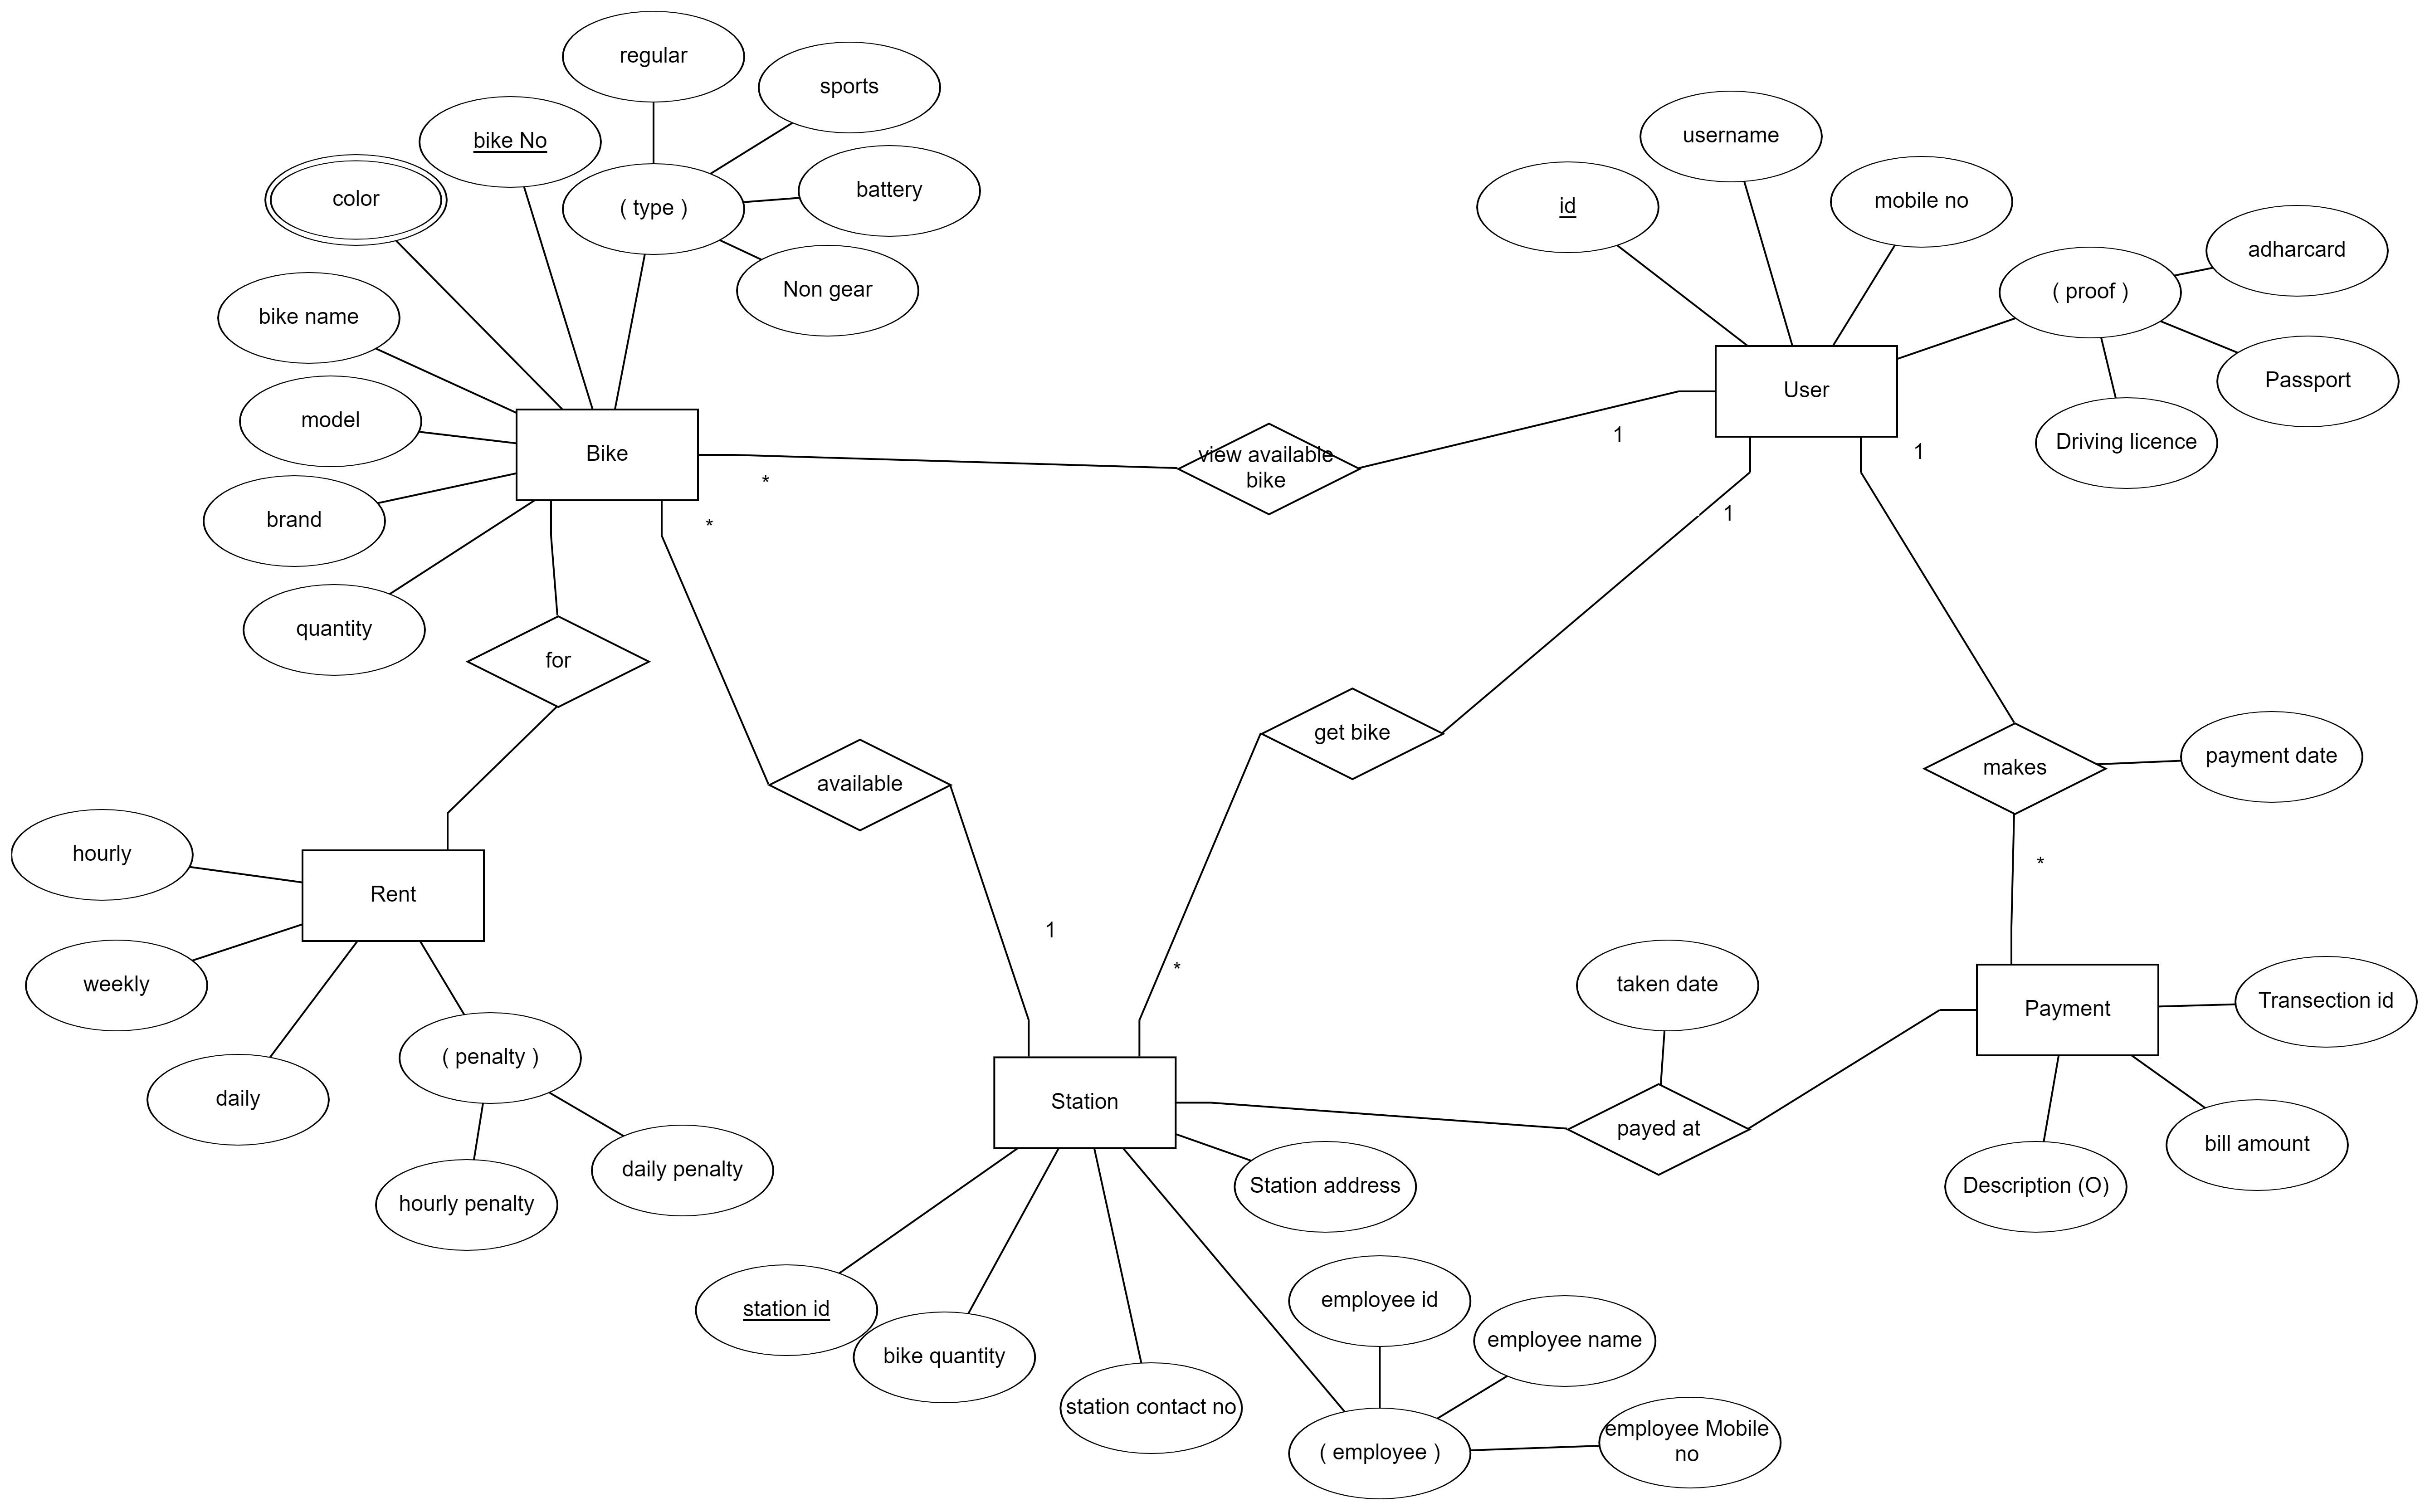 regular
sports
bike No
username
color
( type )
battery
id
mobile no
adharcard
( proof )
Non gear
bike name
Passport
User
model
Bike
view available
bike
1
1
Driving licence
*
brand
*
1
quantity
for
get bike
available
makes
payment date
hourly
*
Rent
1
*
weekly
taken date
Payment
Transection id
( penalty )
daily
Station
payed at
bill amount
daily penalty
Station address
Description (O)
hourly penalty
station id
employee id
employee name
bike quantity
station contact no
employee Mobile
no
( employee )